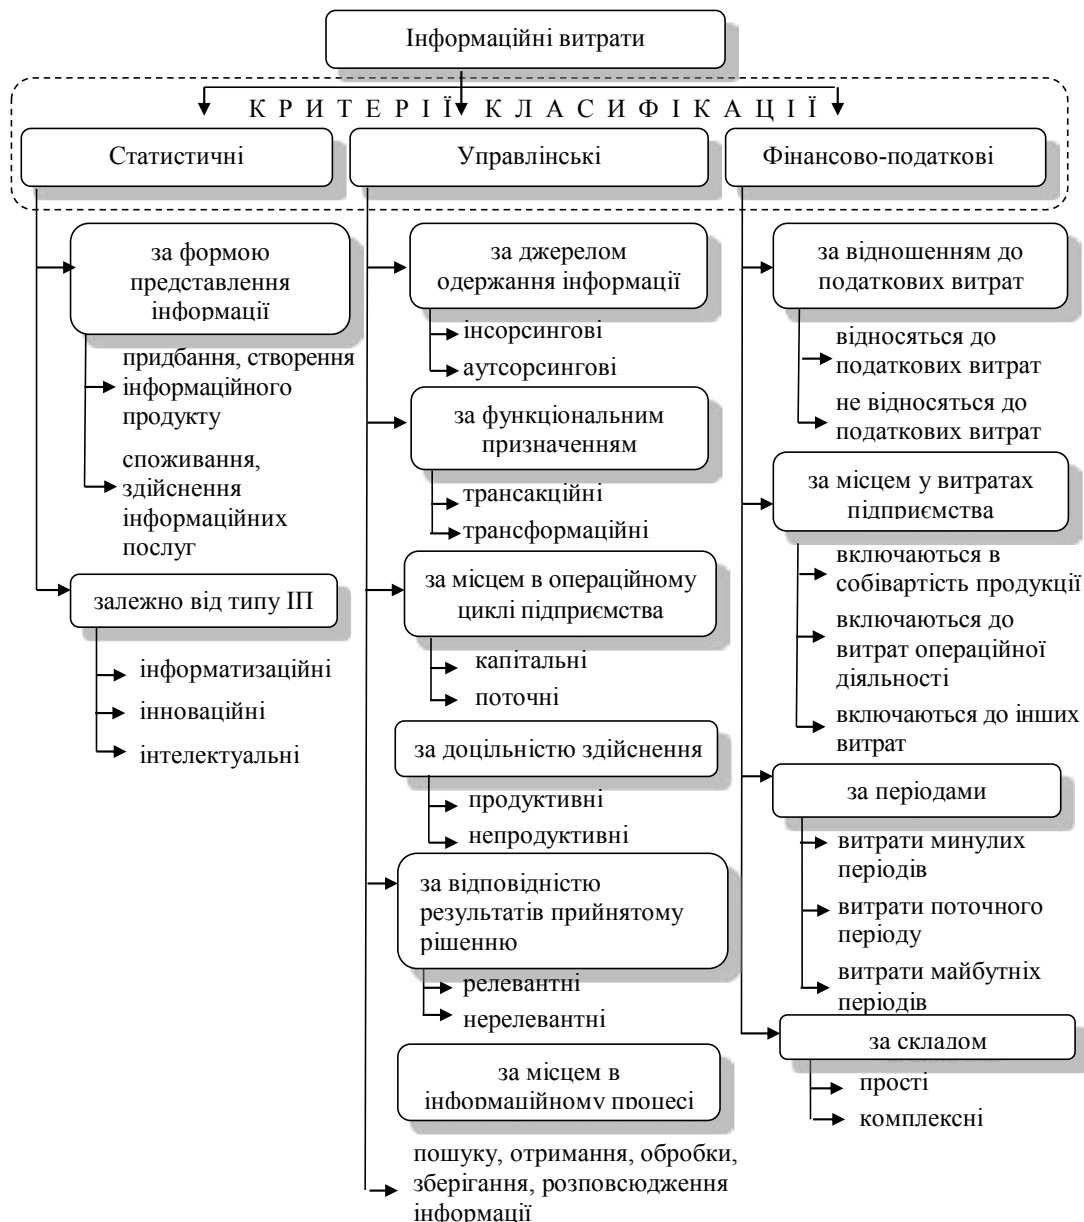 Інформаційні витрати
К Р И Т Е Р І Ї К Л А С И Ф І К А Ц І Ї
Статистичні
Управлінські
Фінансово-податкові
за формою
представлення
інформації
придбання, створення
інформаційного
продукту
споживання,
здійснення
інформаційних
послуг
залежно від типу ІП
інформатизаційні
інноваційні
інтелектуальні
за джерелом
одержання інформації
інсорсингові
аутсорсингові
за функціональним
призначенням
трансакційні
трансформаційні
за місцем в операційному
циклі підприємства
капітальні
поточні
за доцільністю здійснення
продуктивні
непродуктивні
за відповідністю
результатів прийнятому
рішенню
релевантні
нерелевантні
за місцем в
інформаційному процесі
пошуку, отримання, обробки,
зберігання, розповсюдження
інформації
за відношенням до
податкових витрат
відносяться до
податкових витрат
не відносяться до
податкових витрат
за місцем у витратах
підприємства
включаються в
собівартість продукції
включаються до
витрат операційної
діяльності
включаються до інших
витрат
за періодами
витрати минулих
періодів
витрати поточного
періоду
витрати майбутніх
періодів
за складом
прості
комплексні